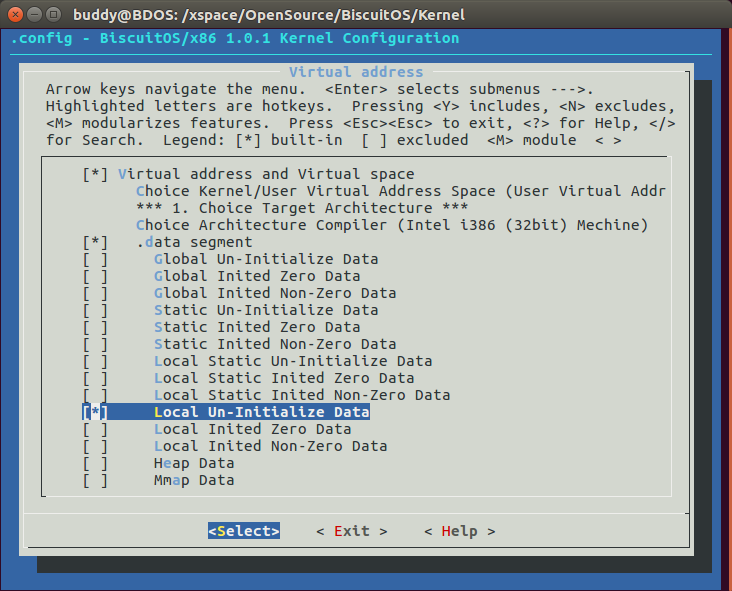 buddy@BDOS: /xspace/OpenSource/BiscuitOS/Kernel
.config - BiscuitOS/x86 1.0.1 Kernel Configuration
Virtual address
Arrow keys navigate the menu. <Enter> selects submenus --->.
Highlighted letters are hotkeys. Pressing <Y> includes, <N> excludes,
<M> modularizes features. Press <Esc><Esc> to exit, <?> for Help, </>
for Search. Legend: [*] built-in [ ] excluded <M> module < >
[*] Virtual address and Virtual space
Choice Kernel/User Virtual Address Space (User Virtual Addr
*** 1. Choice Target Architecture ***
Choice Architecture Compiler (Intel i386 (32bit) Mechine)
[*] .data segment
[ ] Global Un-Initialize Data
[ ] Global Inited Zero Data
[ ] Global Inited Non-Zero Data
[ ] Static Un-Initialize Data
[ ] Static Inited Zero Data
[ ] Static Inited Non-Zero Data
[ ] Local Static Un-Initialize Data
[ ] Local Static Inited Zero Data
[ ] Local Static Inited Non-Zero Data
[*] Local Un-Initialize Data
[ ] Local Inited Zero Data
[ ] Local Inited Non-Zero Data
[ ] Heap Data
[ ] Mmap Data
<Select> < Exit > < Help >